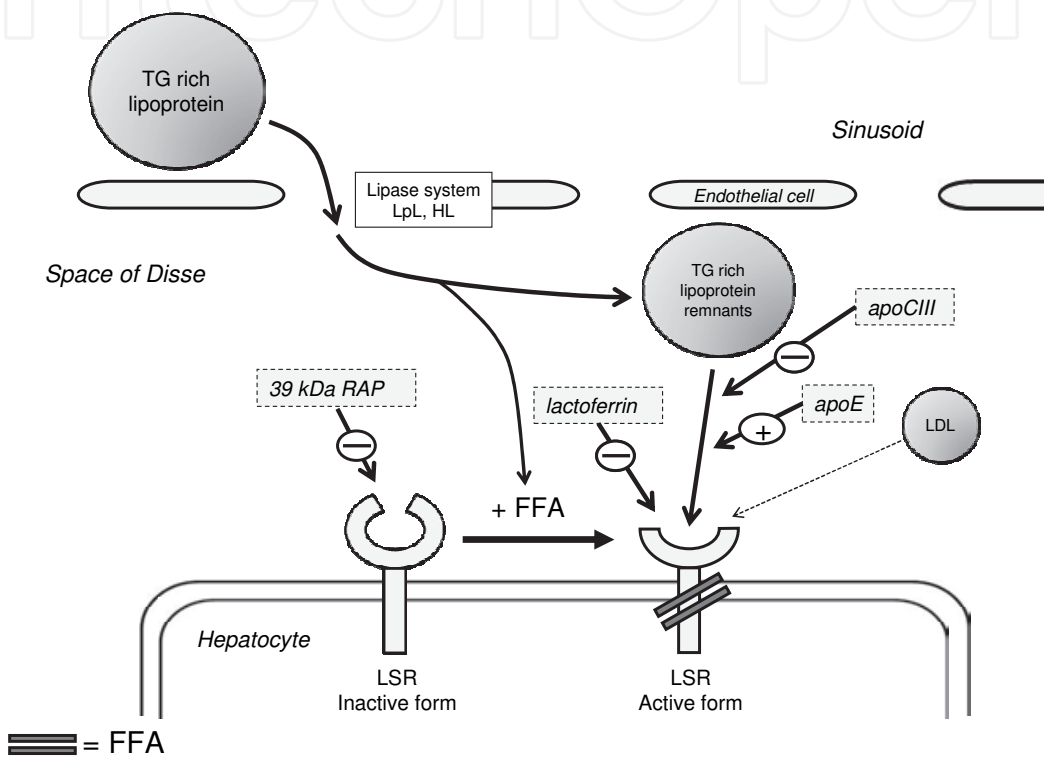 TG rich
lipoprotein
Sinusoid
Lipase system
LpL, HL
Endothelial cell
Space of Disse
TG rich
lipoprotein
remnants
apoCIII
−
39 kDa RAP
−
lactoferrin
−
apoE
+
LDL
+ FFA
Hepatocyte
LSR
Inactive form
LSR
Active form
= FFA